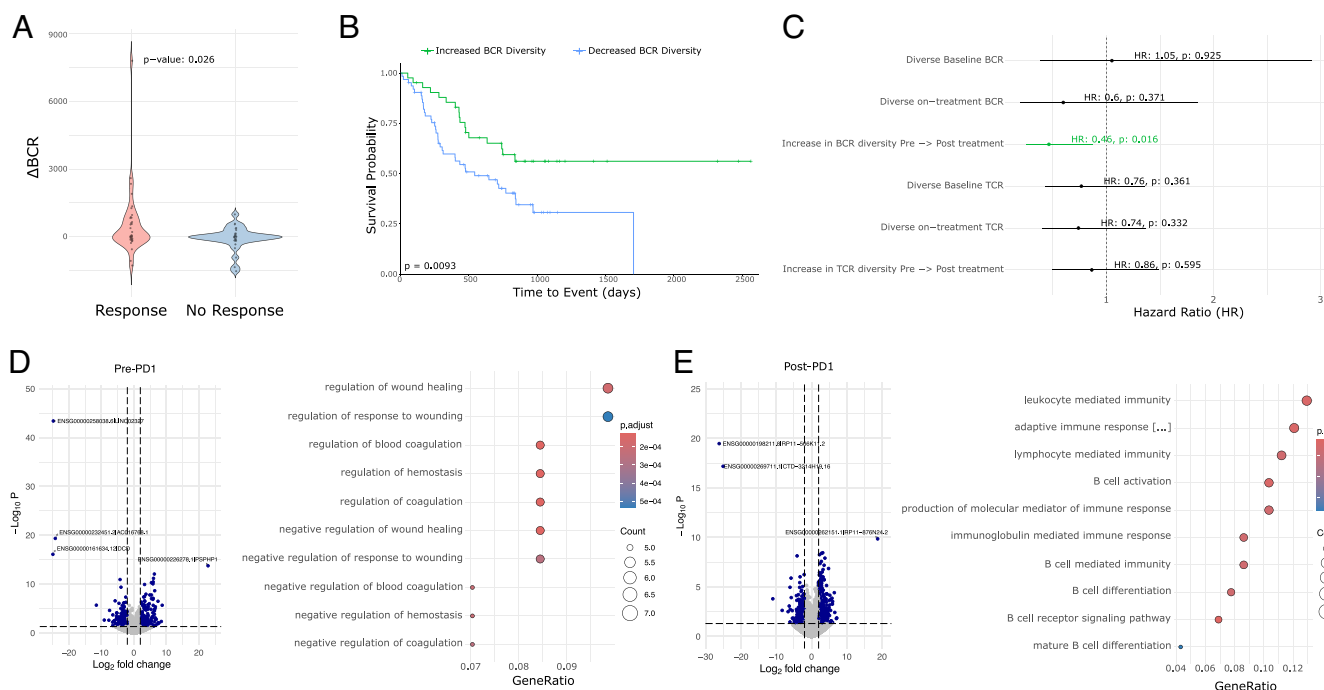 A
9000
6000
3000
0
ΔBCR
p-value: 0.026
Response
No Response
B
Increased BCR Diversity
Decreased BCR Diversity
1.00
0.75
0.50
0.25
0.00
Survival Probability
p = 0.0093
0
500
1000
1500
2000
2500
Time to Event (days)
C
Diverse Baseline BCR
HR: 1.05, p: 0.925
Diverse on-treatment BCR
HR: 0.6, p: 0.371
Increase in BCR diversity Pre -> Post treatment
HR: 0.46, p: 0.016
Diverse Baseline TCR
HR: 0.76, p: 0.361
Diverse on-treatment TCR
HR: 0.74, p: 0.332
Increase in TCR diversity Pre -> Post treatment
HR: 0.86, p: 0.595
1
2
3
Hazard Ratio (HR)
D
Pre-PD1
50
40
30
20
10
0
−Log10 P
−20
−10
0
10
20
Log2 fold change
regulation of wound healing
regulation of response to wounding
regulation of blood coagulation
regulation of hemostasis
regulation of coagulation
negative regulation of wound healing
negative regulation of response to wounding
negative regulation of blood coagulation
negative regulation of hemostasis
negative regulation of coagulation
0.07
0.08
0.09
GeneRatio
p,adjust
2e−04
3e−04
4e−04
5e−04
Count
5.0
5.5
6.0
6.5
7.0
E
Post−PD1
25
20
15
10
5
0
−Log10 P
−30
−20
−10
0
10
20
Log2 fold change
leukocyte mediated immunity
adaptive immune response [...]
lymphocyte mediated immunity
B cell activation
production of molecular mediator of immune response
immunoglobulin mediated immune response
B cell mediated immunity
B cell differentiation
B cell receptor signaling pathway
mature B cell differentiation
0.04
0.06
0.08
0.10
0.12
GeneRatio